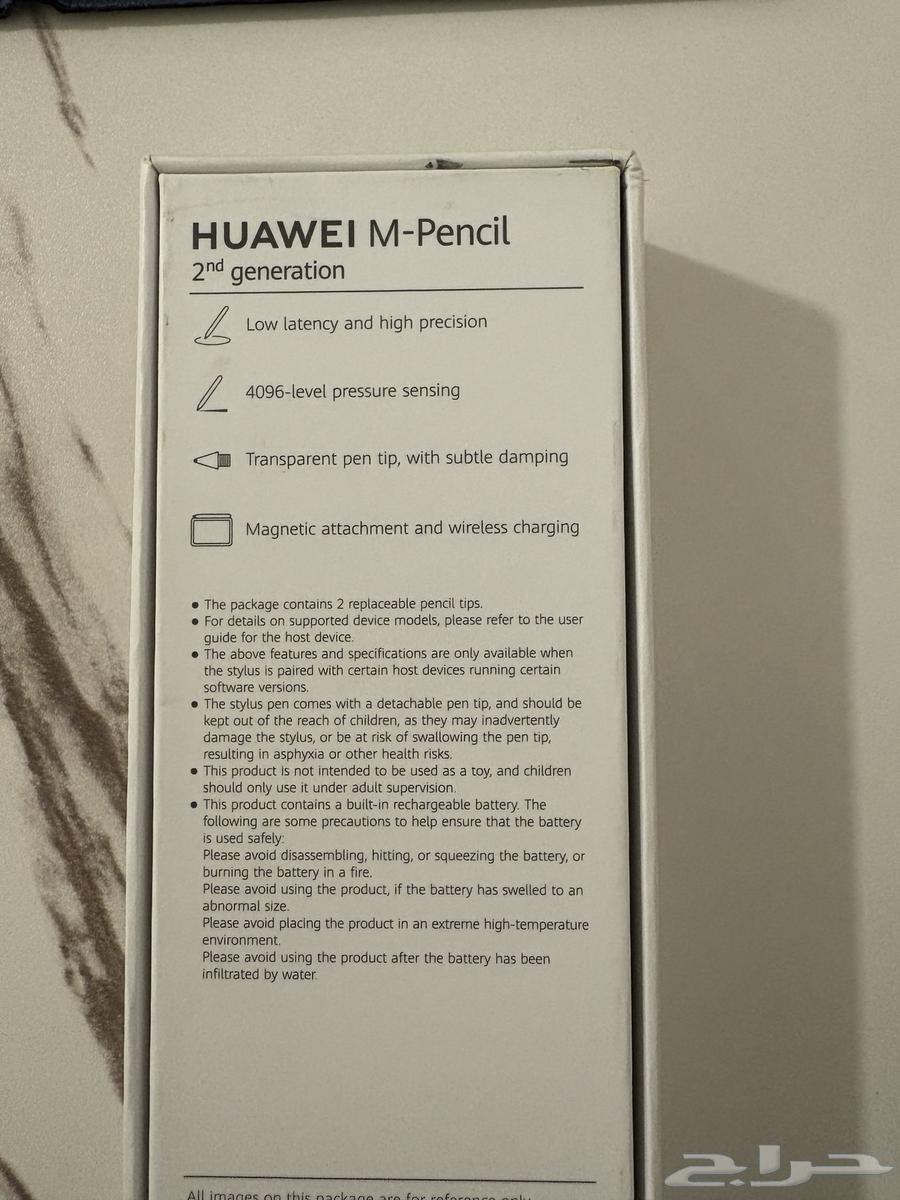 HUAWEI M-Pencil
2nd generation
Low latency and high precision
4096-level pressure sensing
Transparent pen tip, with subtle damping
Magnetic attachment and wireless charging
• The package contains 2 replaceable pencil tips.
• For details on supported device models, please refer to the user
guide for the host device.
• The above features and specifications are only available when
the stylus is paired with certain host devices running certain
software versions.
• The stylus pen comes with a detachable pen tip, and should be
kept out of the reach of children, as they may inadvertently
damage the stylus, or be at risk of swallowing the pen tip,
resulting in asphyxia or other health risks.
• This product is not intended to be used as a toy, and children
should only use it under adult supervision.
• This product contains a built-in rechargeable battery. The
following are some precautions to help ensure that the battery
is used safely:
Please avoid disassembling, hitting, or squeezing the battery, or
burning the battery in a fire.
Please avoid using the product, if the battery has swelled to an
abnormal size.
Please avoid placing the product in an extreme high-temperature
environment.
Please avoid using the product after the battery has been
infiltrated by water.
All images on this package are for reference only
حراج